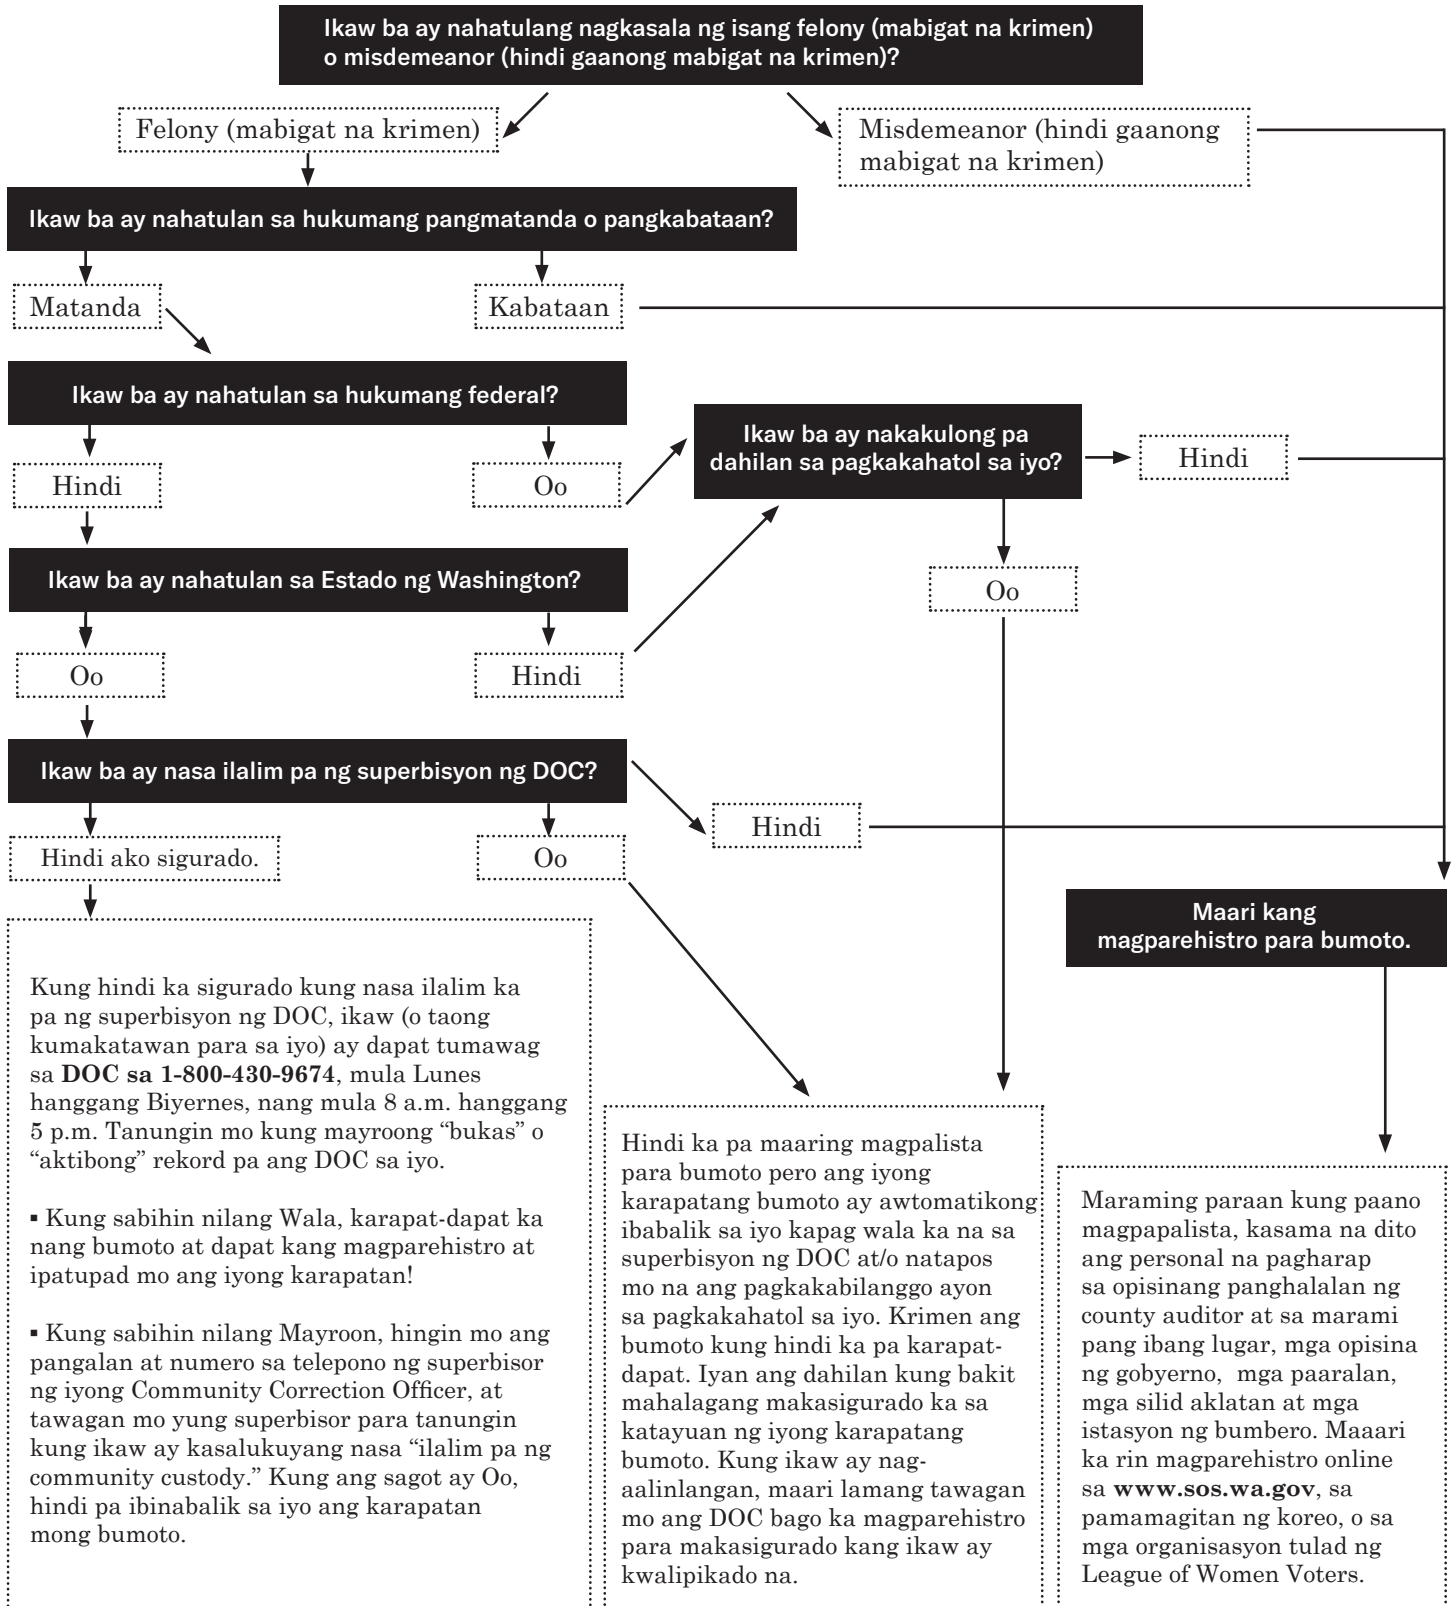 Ikaw ba ay nahatulang nagkasala ng isang felony (mabigat na krimen)
o misdemeanor (hindi gaanong mabigat na krimen)?
Felony (mabigat na krimen)
Misdemeanor (hindi gaanong
mabigat na krimen)
Ikaw ba ay nahatulan sa hukumang pangmatanda o pangkabataan?
Matanda
Kabataan
Ikaw ba ay nahatulan sa hukumang federal?
Hindi
Oo
Ikaw ba ay nakakulong pa
dahilan sa pagkakahatol sa iyo?
Hindi
Oo
Ikaw ba ay nahatulan sa Estado ng Washington?
Oo
Hindi
Ikaw ba ay nasa ilalim pa ng superbisyon ng DOC?
Hindi
Hindi ako sigurado.
Oo
Maari kang
magparehistro para bumoto.
Kung hindi ka sigurado kung nasa ilalim ka
pa ng superbisyon ng DOC, ikaw (o taong
kumakatawan para sa iyo) ay dapat tumawag
sa DOC sa 1-800-430-9674, mula Lunes
hanggang Biyernes, nang mula 8 a.m. hanggang
5 p.m. Tanungin mo kung mayroong “bukas” o
“aktibong” rekord pa ang DOC sa iyo.
▪ Kung sabihin nilang Wala, karapat-dapat ka
nang bumoto at dapat kang magparehistro at
ipatupad mo ang iyong karapatan!
▪ Kung sabihin nilang Mayroon, hingin mo ang
pangalan at numero sa telepono ng superbisor
ng iyong Community Correction Officer, at
tawagan mo yung superbisor para tanungin
kung ikaw ay kasalukuyang nasa “ilalim pa ng
community custody.” Kung ang sagot ay Oo,
hindi pa ibinabalik sa iyo ang karapatan
mong bumoto.
Hindi ka pa maaring magpalista
para bumoto pero ang iyong
karapatang bumoto ay awtomatikong
ibabalik sa iyo kapag wala ka na sa
superbisyon ng DOC at/o natapos
mo na ang pagkakabilanggo ayon
sa pagkakahatol sa iyo. Krimen ang
bumoto kung hindi ka pa karapat-
dapat. Iyan ang dahilan kung bakit
mahalagang makasigurado ka sa
katayuan ng iyong karapatang
bumoto. Kung ikaw ay nag-
aalinlangan, maari lamang tawagan
mo ang DOC bago ka magparehistro
para makasigurado kang ikaw ay
kwalipikado na.
Maraming paraan kung paano
magpapalista, kasama na dito
ang personal na pagharap
sa opisinang panghalalan ng
county auditor at sa marami
pang ibang lugar, mga opisina
ng gobyerno, mga paaralan,
mga silid aklatan at mga
istasyon ng bumbero. Maaari
ka rin magparehistro online
sa www.sos.wa.gov, sa
pamamagitan ng koreo, o sa
mga organisasyon tulad ng
League of Women Voters.